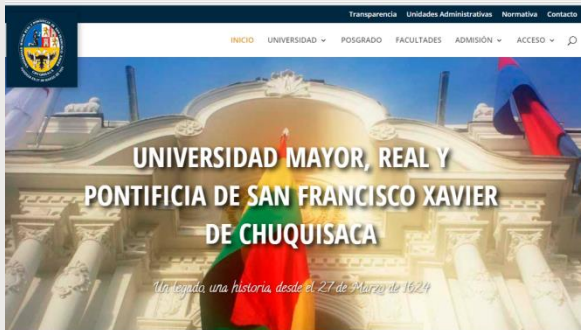 Transparencia Unidades Administrativas Normativa Contacto
INICIO UNIVERSIDAD POSGRADO FACULTADES ADMISIÓN ACCESO
UNIVERSIDAD MAYOR, REAL Y
PONTIFICIA DE SAN FRANCISCO XAVIER
DE CHUQUISACA
Un legado, una historia, desde el 27 de Marzo de 1624